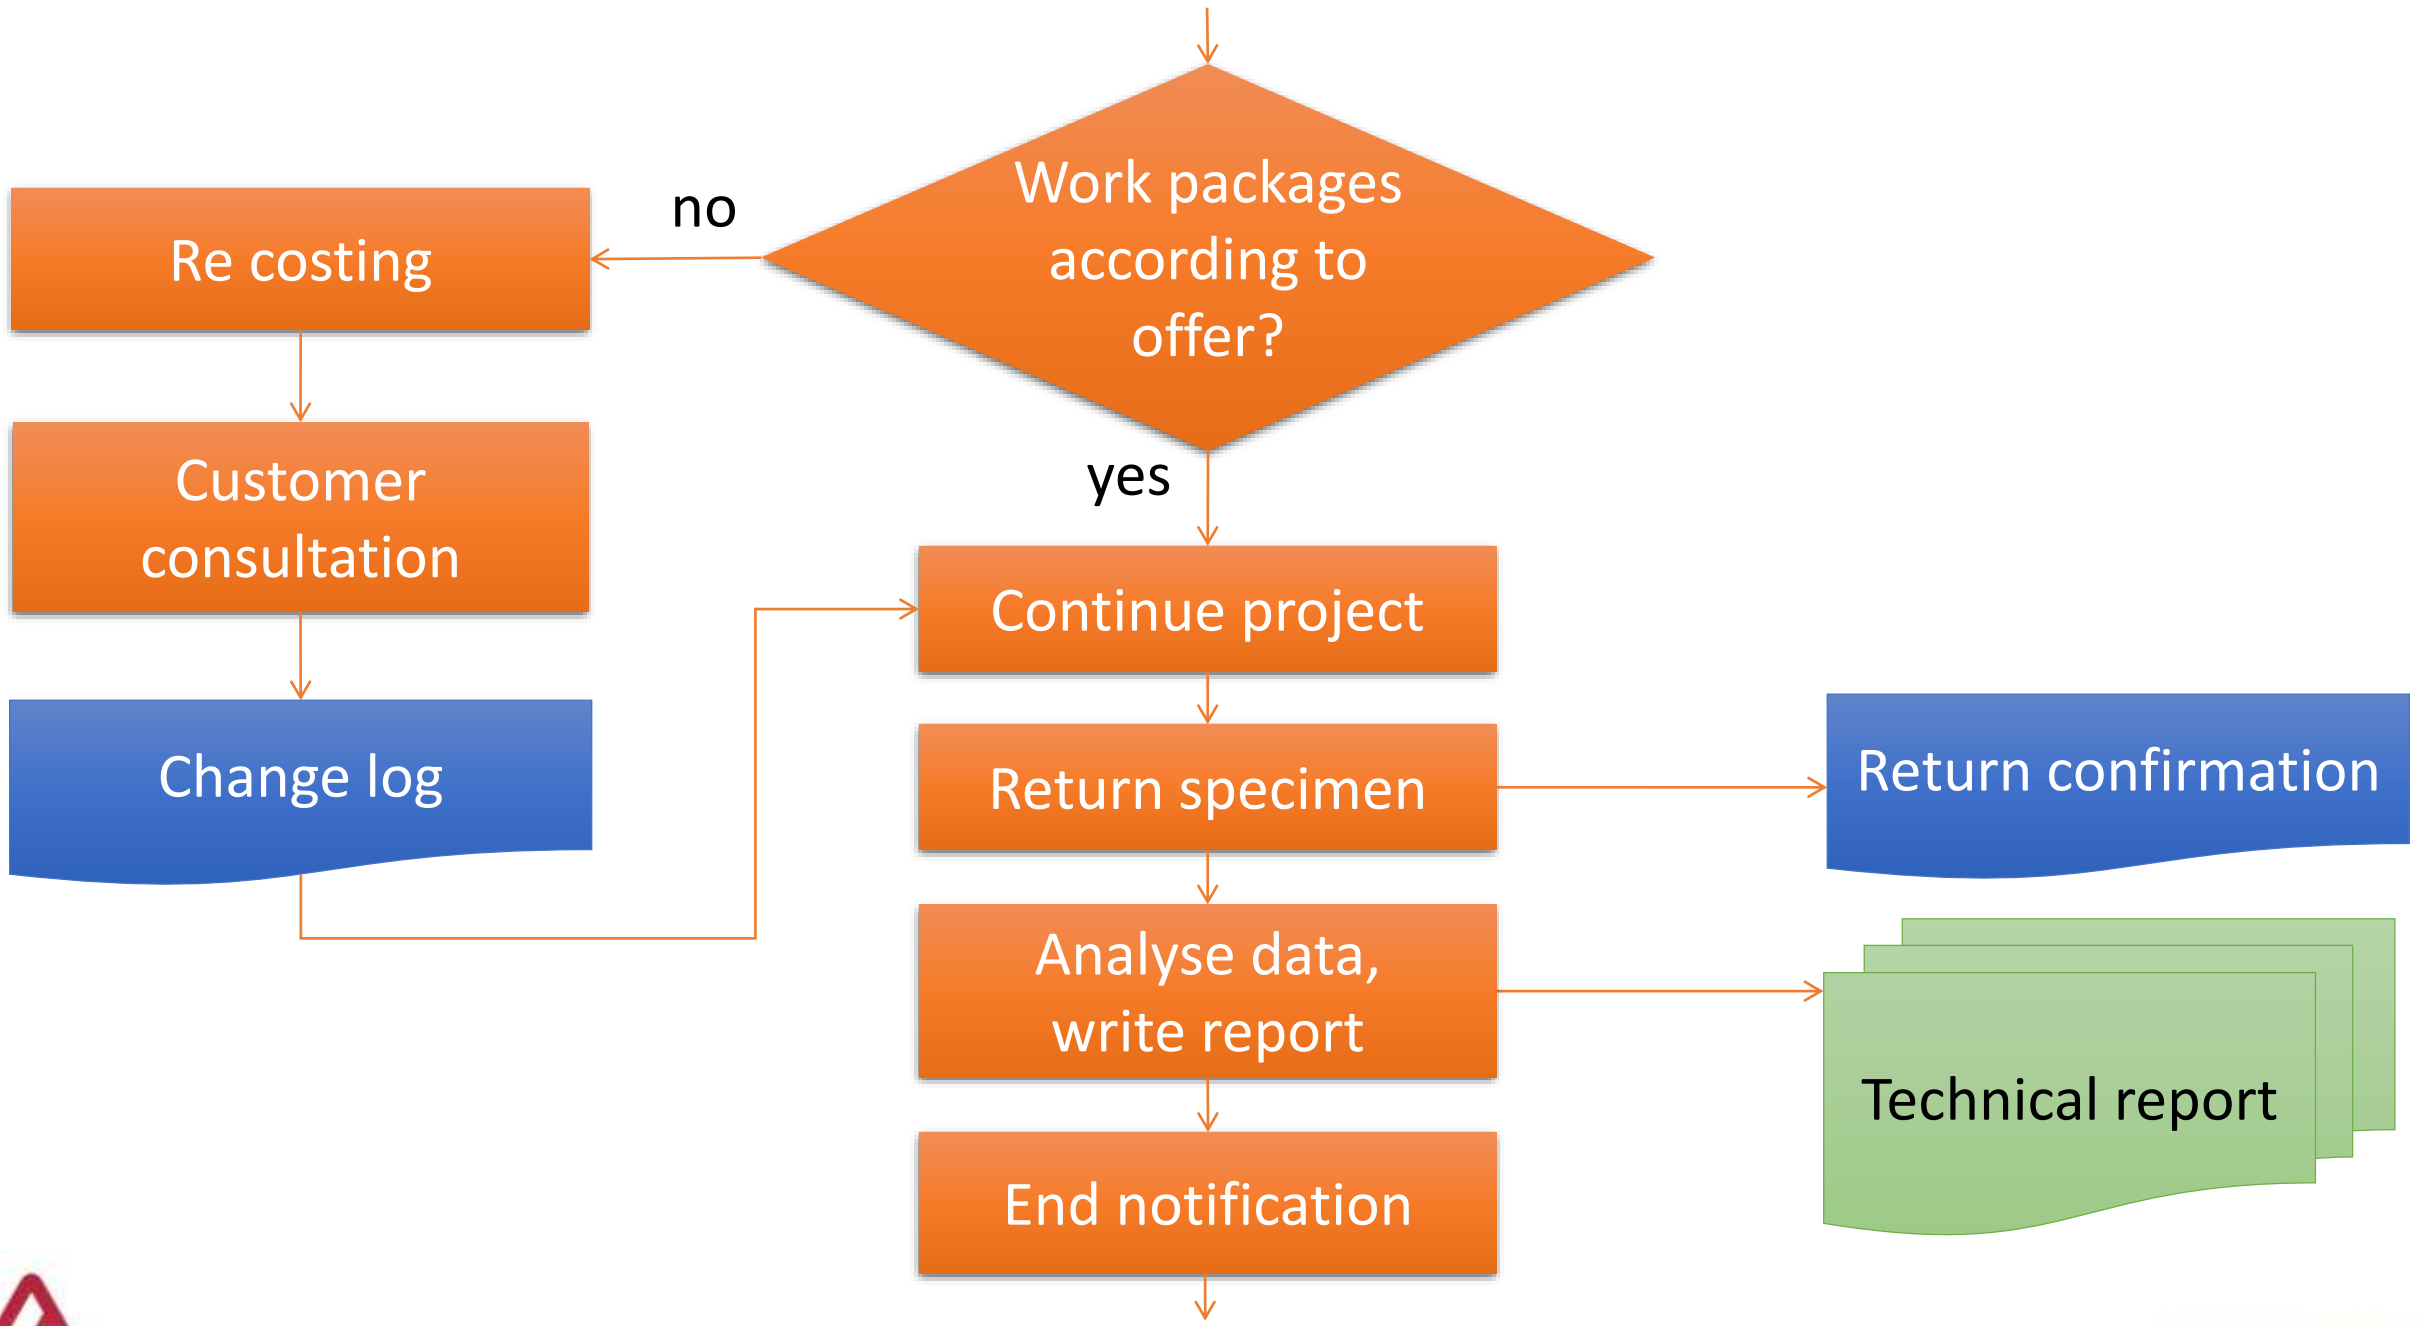 Work packages
according to
offer?
no
Re costing
Customer
consultation
yes
Continue project
Change log
Return specimen
Return confirmation
Analyse data,
write report
Technical report
End notification